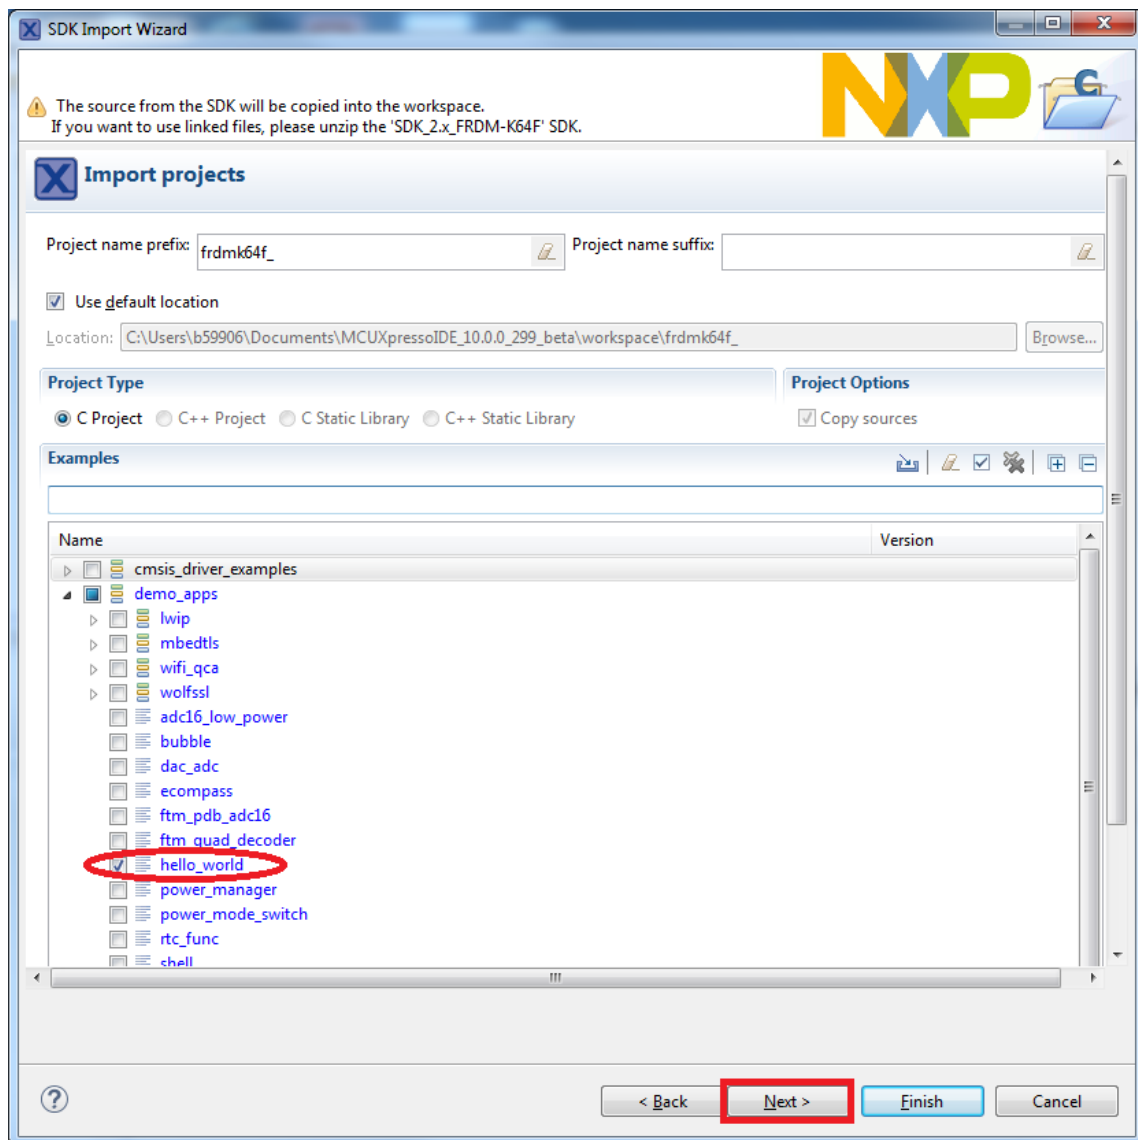 SDK Import Wizard
The source from the SDK will be copied into the workspace.
If you want to use linked files, please unzip the 'SDK_2.x_FRDM-K64F' SDK.
NXP
C
X Import projects
Project name prefix: frdmk64f_ Project name suffix:
Use default location
Location: C:\Users\b59906\Documents\MCUXpressoIDE_10.0.0_299_beta\workspace\frdmk64f_ Browse...
Project Type Project Options
C Project C++ Project C Static Library C++ Static Library Copy sources
Examples
Name Version
cmsis_driver_examples
demo_apps
lwip
mbedtls
wifi_qca
wolfssl
adc16_low_power
bubble
dac_adc
ecompass
ftm_pdb_adc16
ftm_quad_decoder
hello_world
power_manager
power_mode_switch
rtc_func
shell
? < Back Next > Finish Cancel